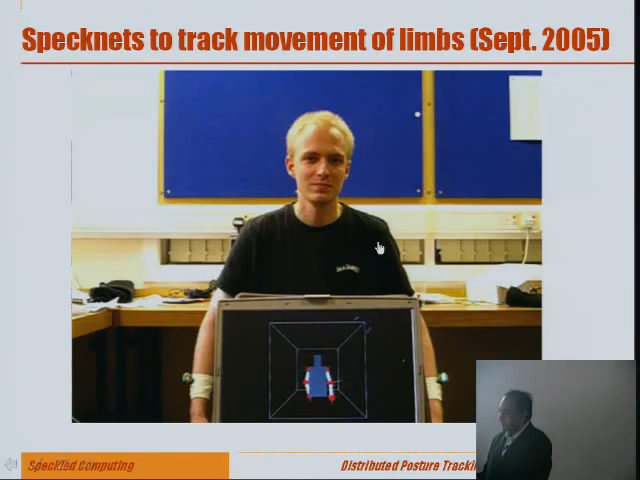 Specknets to track movement of limbs (Sept. 2005)
Speckled Computing
Distributed Posture Trackin